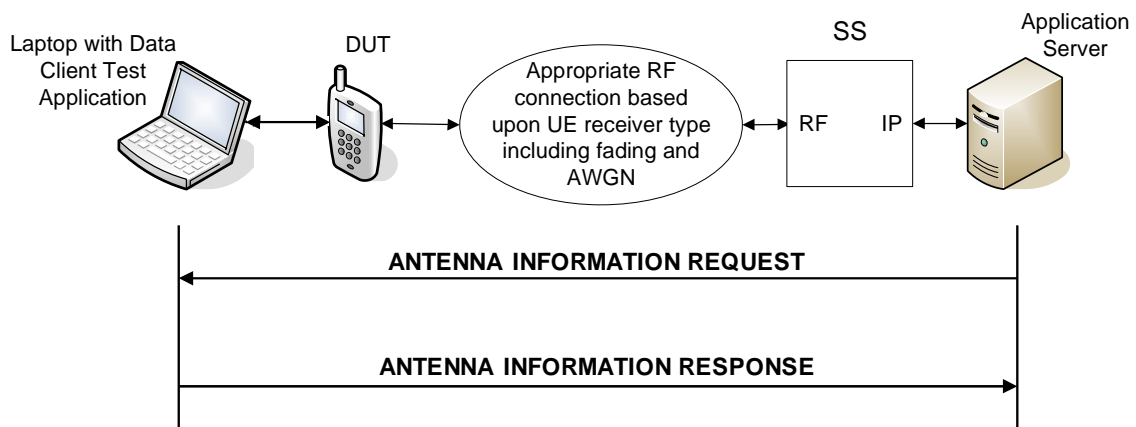 Laptop with Data
Client Test
Application
DUT
Appropriate RF
connection based
upon UE receiver type
including fading and
AWGN
SS
RF
IP
Application
Server
ANTENNA INFORMATION REQUEST
ANTENNA INFORMATION RESPONSE